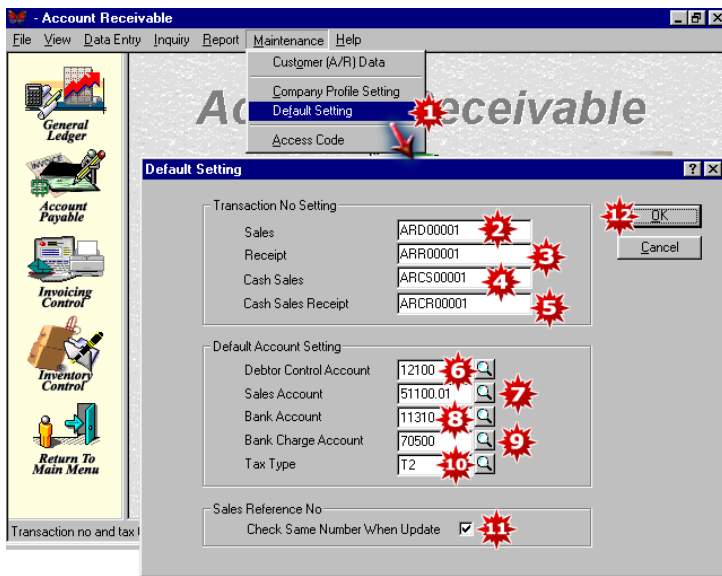 - Account Receivable
File View Data Entry Inquiry Report Maintenance Help
Customer (A/R) Data
Company Profile Setting
Default Setting 1
Access Code
Ac eceivable
General
Ledger
INVOICE
Account
Payable
Invoicing
Control
Inventory
Control
Return To
Main Menu
Transaction no and tax
Default Setting
Transaction No Setting
Sales ARD00001 2
Receipt ARR00001 3
Cash Sales ARCS00001 4
Cash Sales Receipt ARCR00001 5
12 OK
Cancel
Default Account Setting
Debtor Control Account 12100 6
Sales Account 51100.01 7
Bank Account 11310 8
Bank Charge Account 70500 9
Tax Type T2 10
Sales Reference No
Check Same Number When Update 11